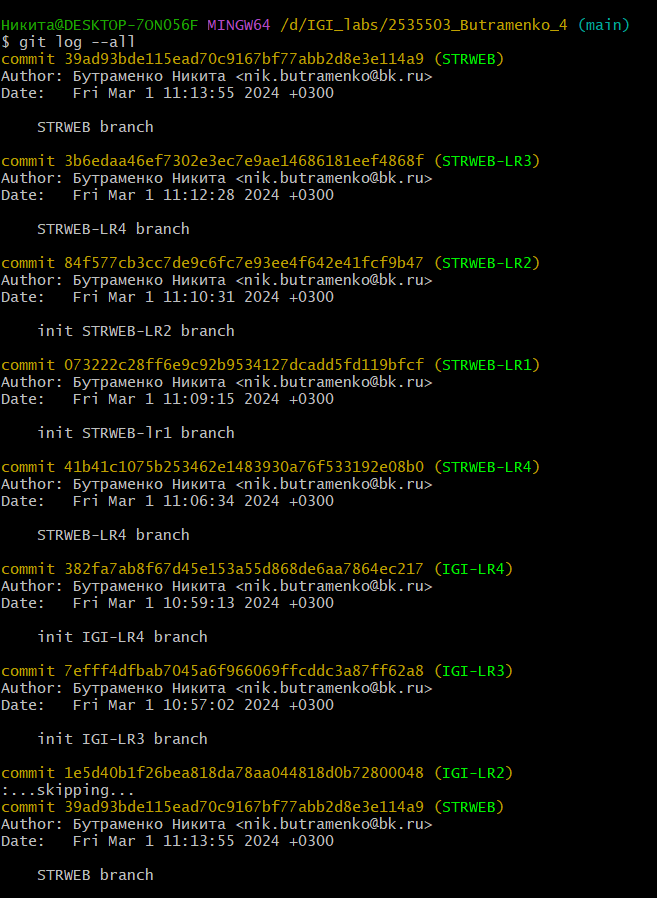 Никита@DESKTOP-7ON056F MINGW64 /d/IGI_labs/2535503_Butramenko_4 (main)
$ git log --all
commit 39ad93bde115ead70c9167bf77abb2d8e3e114a9 (STRWEB)
Author: Бутраменко Никита <nik.butramenko@bk.ru>
Date:   Fri Mar 1 11:13:55 2024 +0300
    STRWEB branch
commit 3b6edaa46ef7302e3ec7e9ae14686181eef4868f (STRWEB-LR3)
Author: Бутраменко Никита <nik.butramenko@bk.ru>
Date:   Fri Mar 1 11:12:28 2024 +0300
    STRWEB-LR4 branch
commit 84f577cb3cc7de9c6fc7e93ee4f642e41fcf9b47 (STRWEB-LR2)
Author: Бутраменко Никита <nik.butramenko@bk.ru>
Date:   Fri Mar 1 11:10:31 2024 +0300
    init STRWEB-LR2 branch
commit 073222c28ff6e9c92b9534127dcadd5fd119bfcf (STRWEB-LR1)
Author: Бутраменко Никита <nik.butramenko@bk.ru>
Date:   Fri Mar 1 11:09:15 2024 +0300
    init STRWEB-lr1 branch
commit 41b41c1075b253462e1483930a76f533192e08b0 (STRWEB-LR4)
Author: Бутраменко Никита <nik.butramenko@bk.ru>
Date:   Fri Mar 1 11:06:34 2024 +0300
    STRWEB-LR4 branch
commit 382fa7ab8f67d45e153a55d868de6aa7864ec217 (IGI-LR4)
Author: Бутраменко Никита <nik.butramenko@bk.ru>
Date:   Fri Mar 1 10:59:13 2024 +0300
    init IGI-LR4 branch
commit 7efff4dfbab7045a6f966069ffcddc3a87ff62a8 (IGI-LR3)
Author: Бутраменко Никита <nik.butramenko@bk.ru>
Date:   Fri Mar 1 10:57:02 2024 +0300
    init IGI-LR3 branch
commit 1e5d40b1f26bea818da78aa044818d0b72800048 (IGI-LR2)
:...skipping...
commit 39ad93bde115ead70c9167bf77abb2d8e3e114a9 (STRWEB)
Author: Бутраменко Никита <nik.butramenko@bk.ru>
Date:   Fri Mar 1 11:13:55 2024 +0300
    STRWEB branch